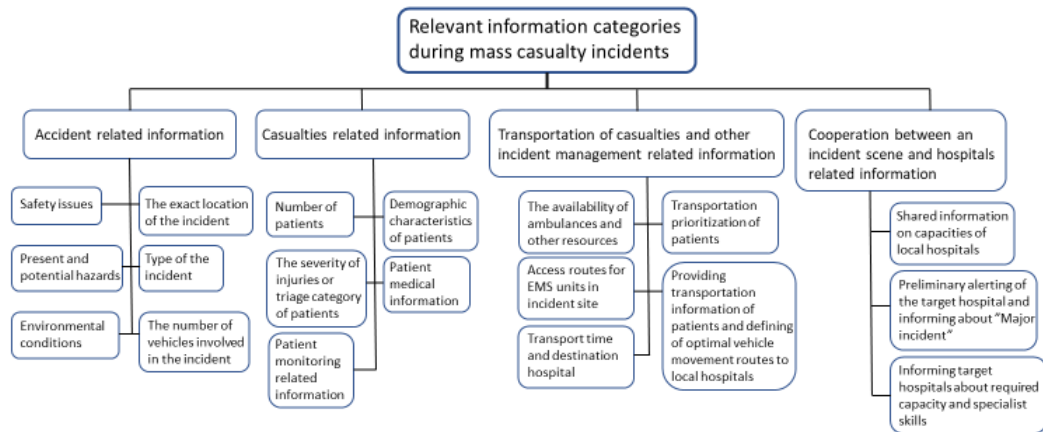 Relevant information categories
during mass casualty incidents
Accident related information
Safety issues
The exact location
of the incident
Present and
potential hazards
Type of the
incident
Environmental
conditions
The number of
vehicles involved
in the incident
Casualties related information
Number of
patients
Demographic
characteristics
of patients
The severity of
injuries or
triage category
of patients
Patient
medical
information
Patient
monitoring
related
information
Transportation of casualties and other
incident management related information
The availability of
ambulances and
other resources
Transportation
prioritization of
patients
Access routes for
EMS units in
incident site
Providing
transportation
information of
patients and defining
of optimal vehicle
movement routes to
local hospitals
Transport time
and destination
hospital
Cooperation between an
incident scene and hospitals
related information
Shared information
on capacities of
local hospitals
Preliminary alerting
of the target hospital and
informing about “Major
incident”
Informing target
hospitals about required
capacity and specialist
skills